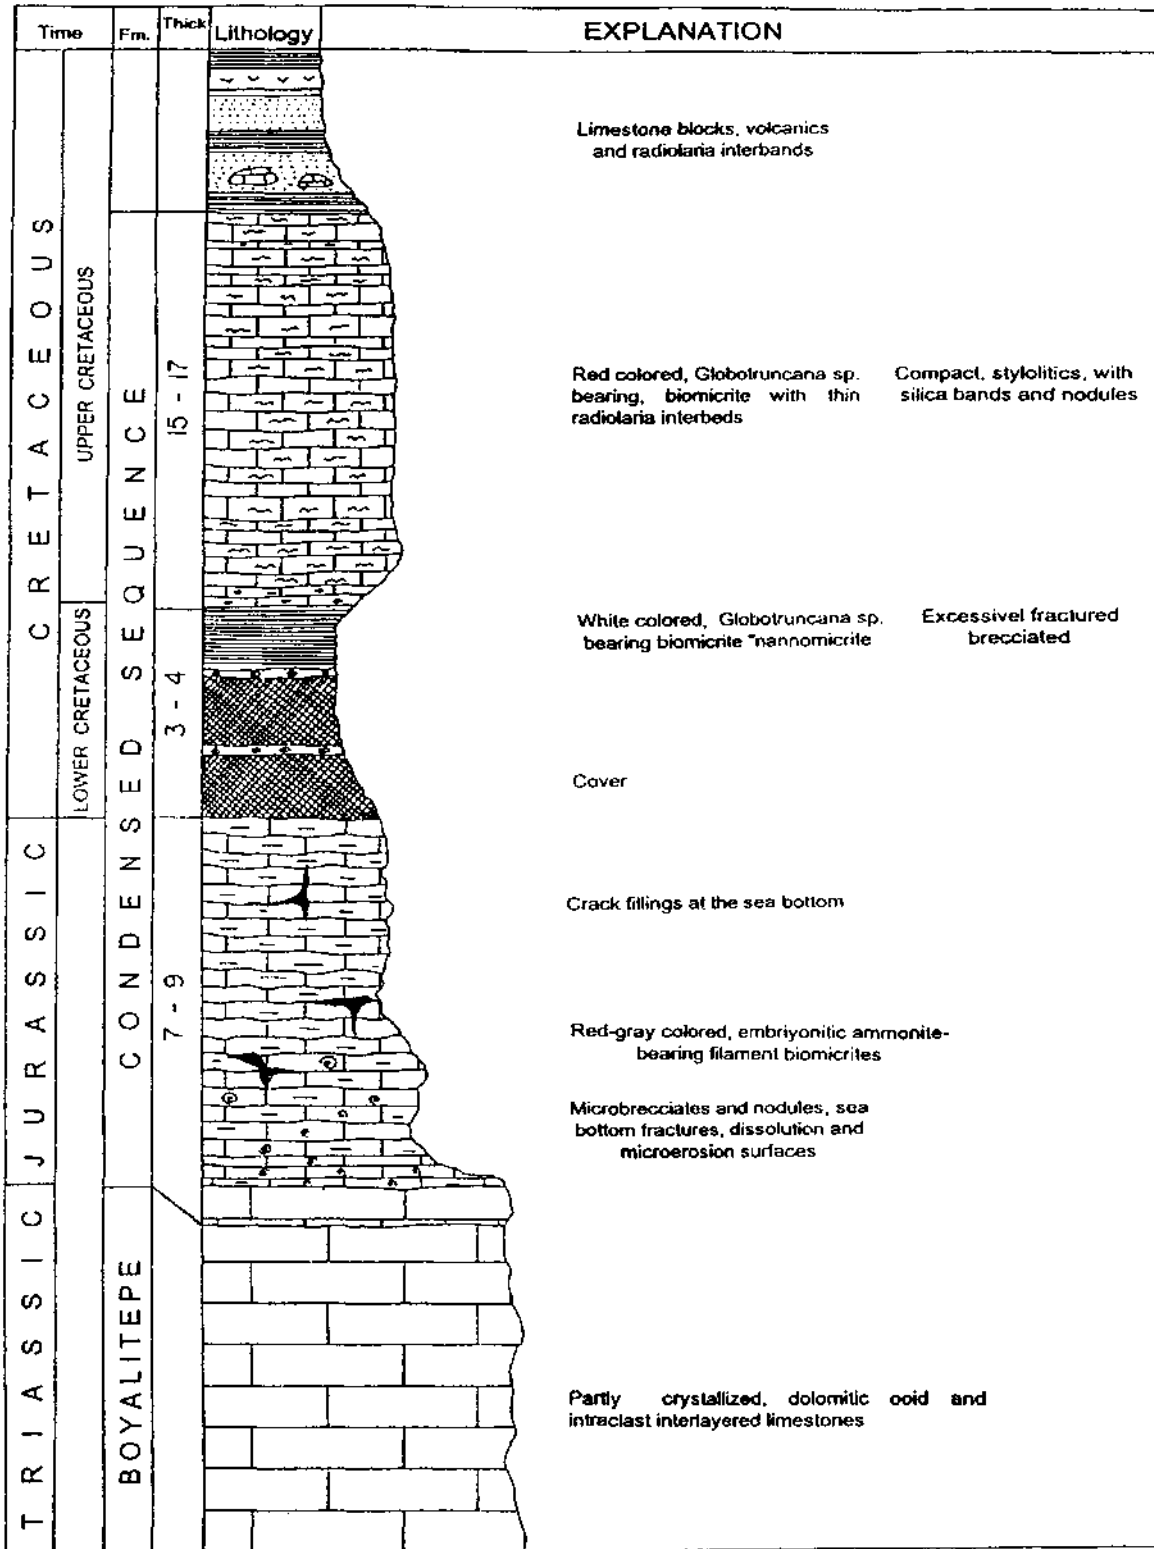 Time Fm. Thick Lithology EXPLANATION
Limestone blocks, volcanics
and radiolaria interbands
CRETACEOUS
UPPER CRETACEOUS
CONDENSED SEQUENCE
15 - 17
Red colored, Globotruncana sp.
bearing, biomicrite with thin
radiolaria interbeds
Compact, stylolitics, with
silica bands and nodules
LOWER CRETACEOUS
3 - 4
White colored, Globotruncana sp.
bearing biomicrite "nannomicrite
Excessivel fractured
brecciated
Cover
JURASSIC
7 - 9
Crack fillings at the sea bottom
Red-gray colored, embriyonitic ammonite-
bearing filament biomicrites
Microbrecciates and nodules, sea
bottom fractures, dissolution and
microerosion surfaces
TRIASSIC
BOYALITEPE
Partly crystallized, dolomitic ooid and
intraclast interlayered limestones